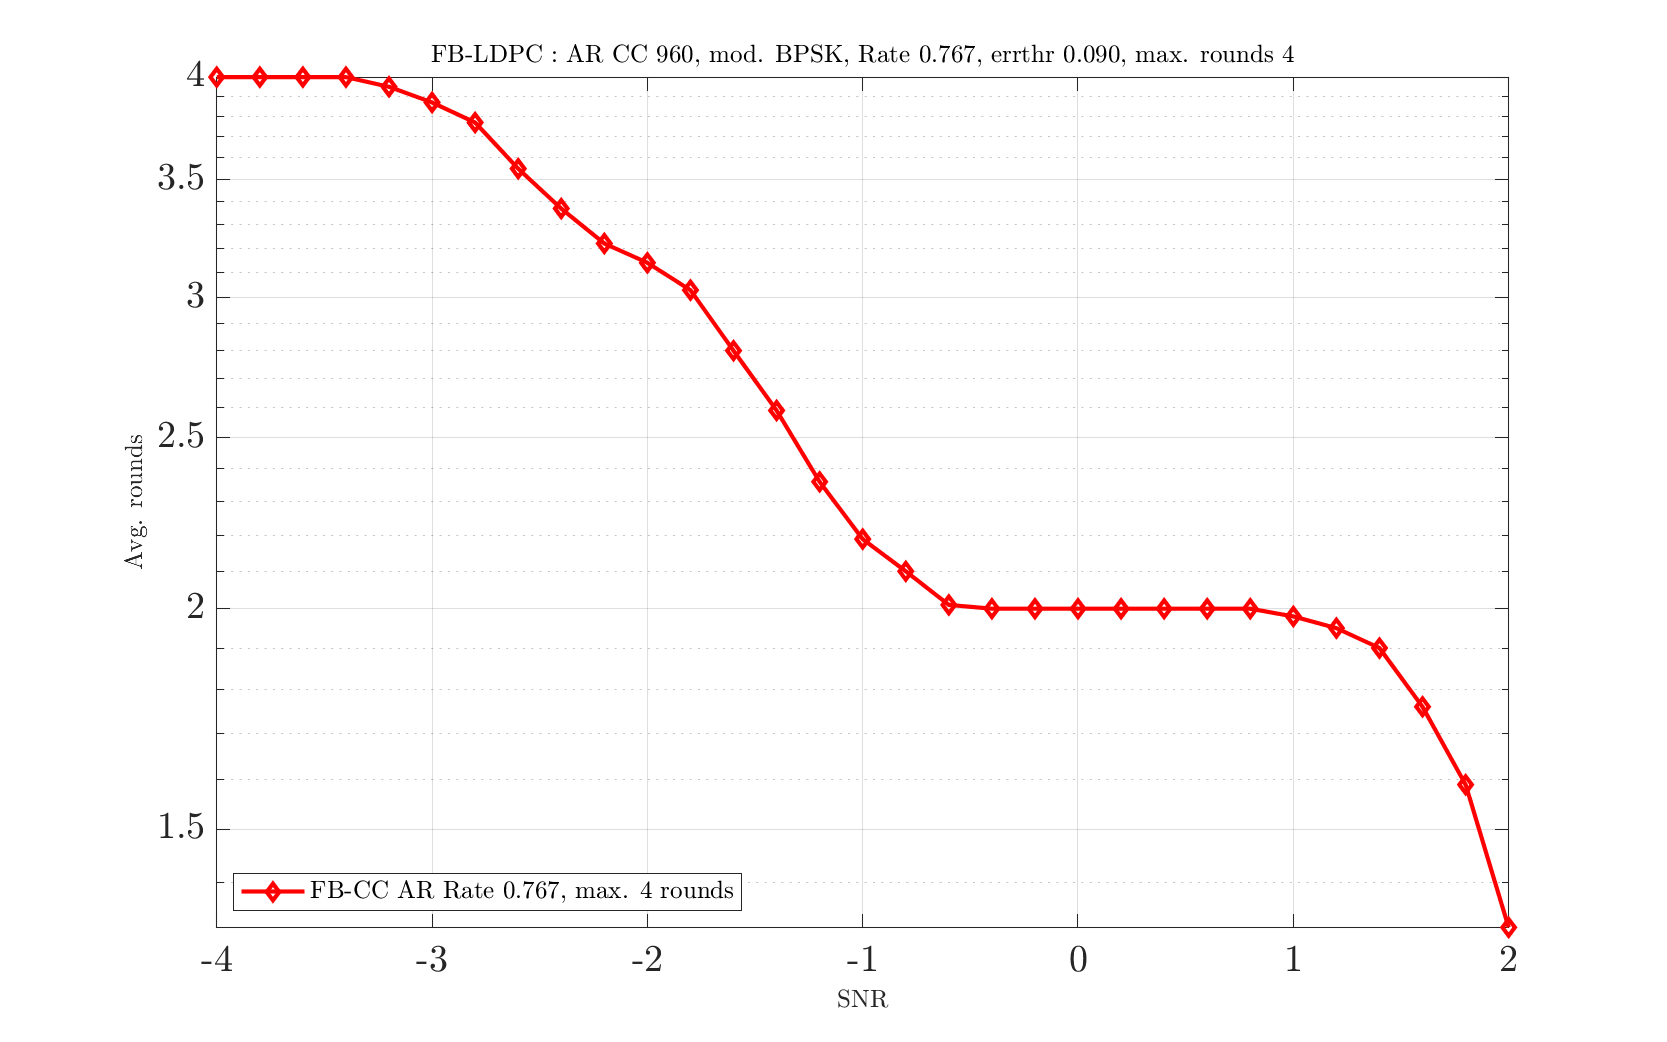 FB-LDPC : AR CC 960, mod. BPSK, Rate 0.767, errthr 0.090, max. rounds 4
4
3.5
3
2.5
2
1.5
Avg. rounds
FB-CC AR Rate 0.767, max. 4 rounds
-4 -3 -2 -1 0 1 2
SNR